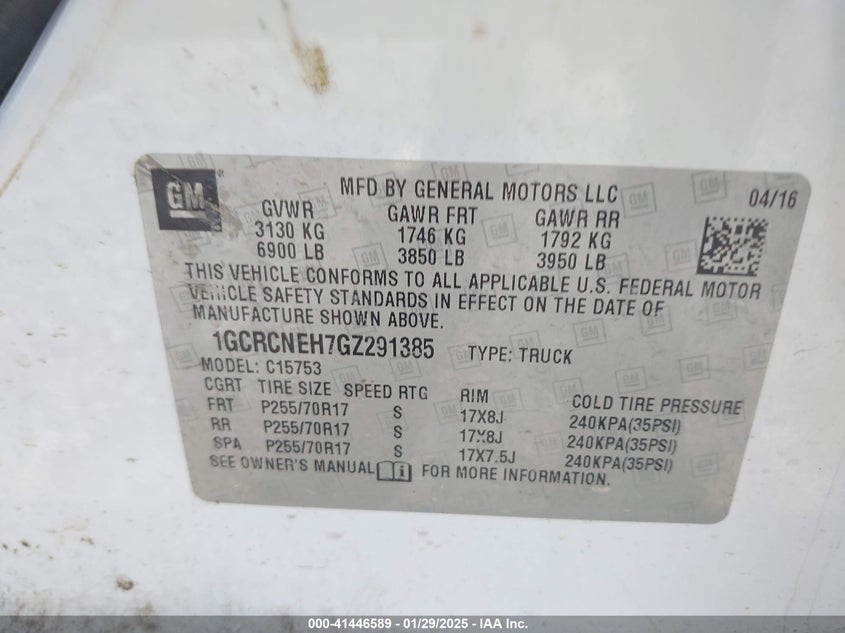 GM
MFD BY GENERAL MOTORS LLC 04/16
GVWR GAWR FRT GAWR RR
3130 KG 1746 KG 1792 KG
6900 LB 3850 LB 3950 LB
THIS VEHICLE CONFORMS TO ALL APPLICABLE U.S. FEDERAL MOTOR
VEHICLE SAFETY STANDARDS IN EFFECT ON THE DATE OF
MANUFACTURE SHOWN ABOVE.
1GCRCNEH7GZ291385 TYPE: TRUCK
MODEL: C15753
CGRT TIRE SIZE SPEED RTG RIM COLD TIRE PRESSURE
FRT P255/70R17 S 17X8J 240KPA(35PSI)
RR P255/70R17 S 17X8J 240KPA(35PSI)
SPA P255/70R17 S 17X7.5J 240KPA(35PSI)
SEE OWNER'S MANUAL FOR MORE INFORMATION.
000-41446589 - 01/29/2025 - IAA Inc.